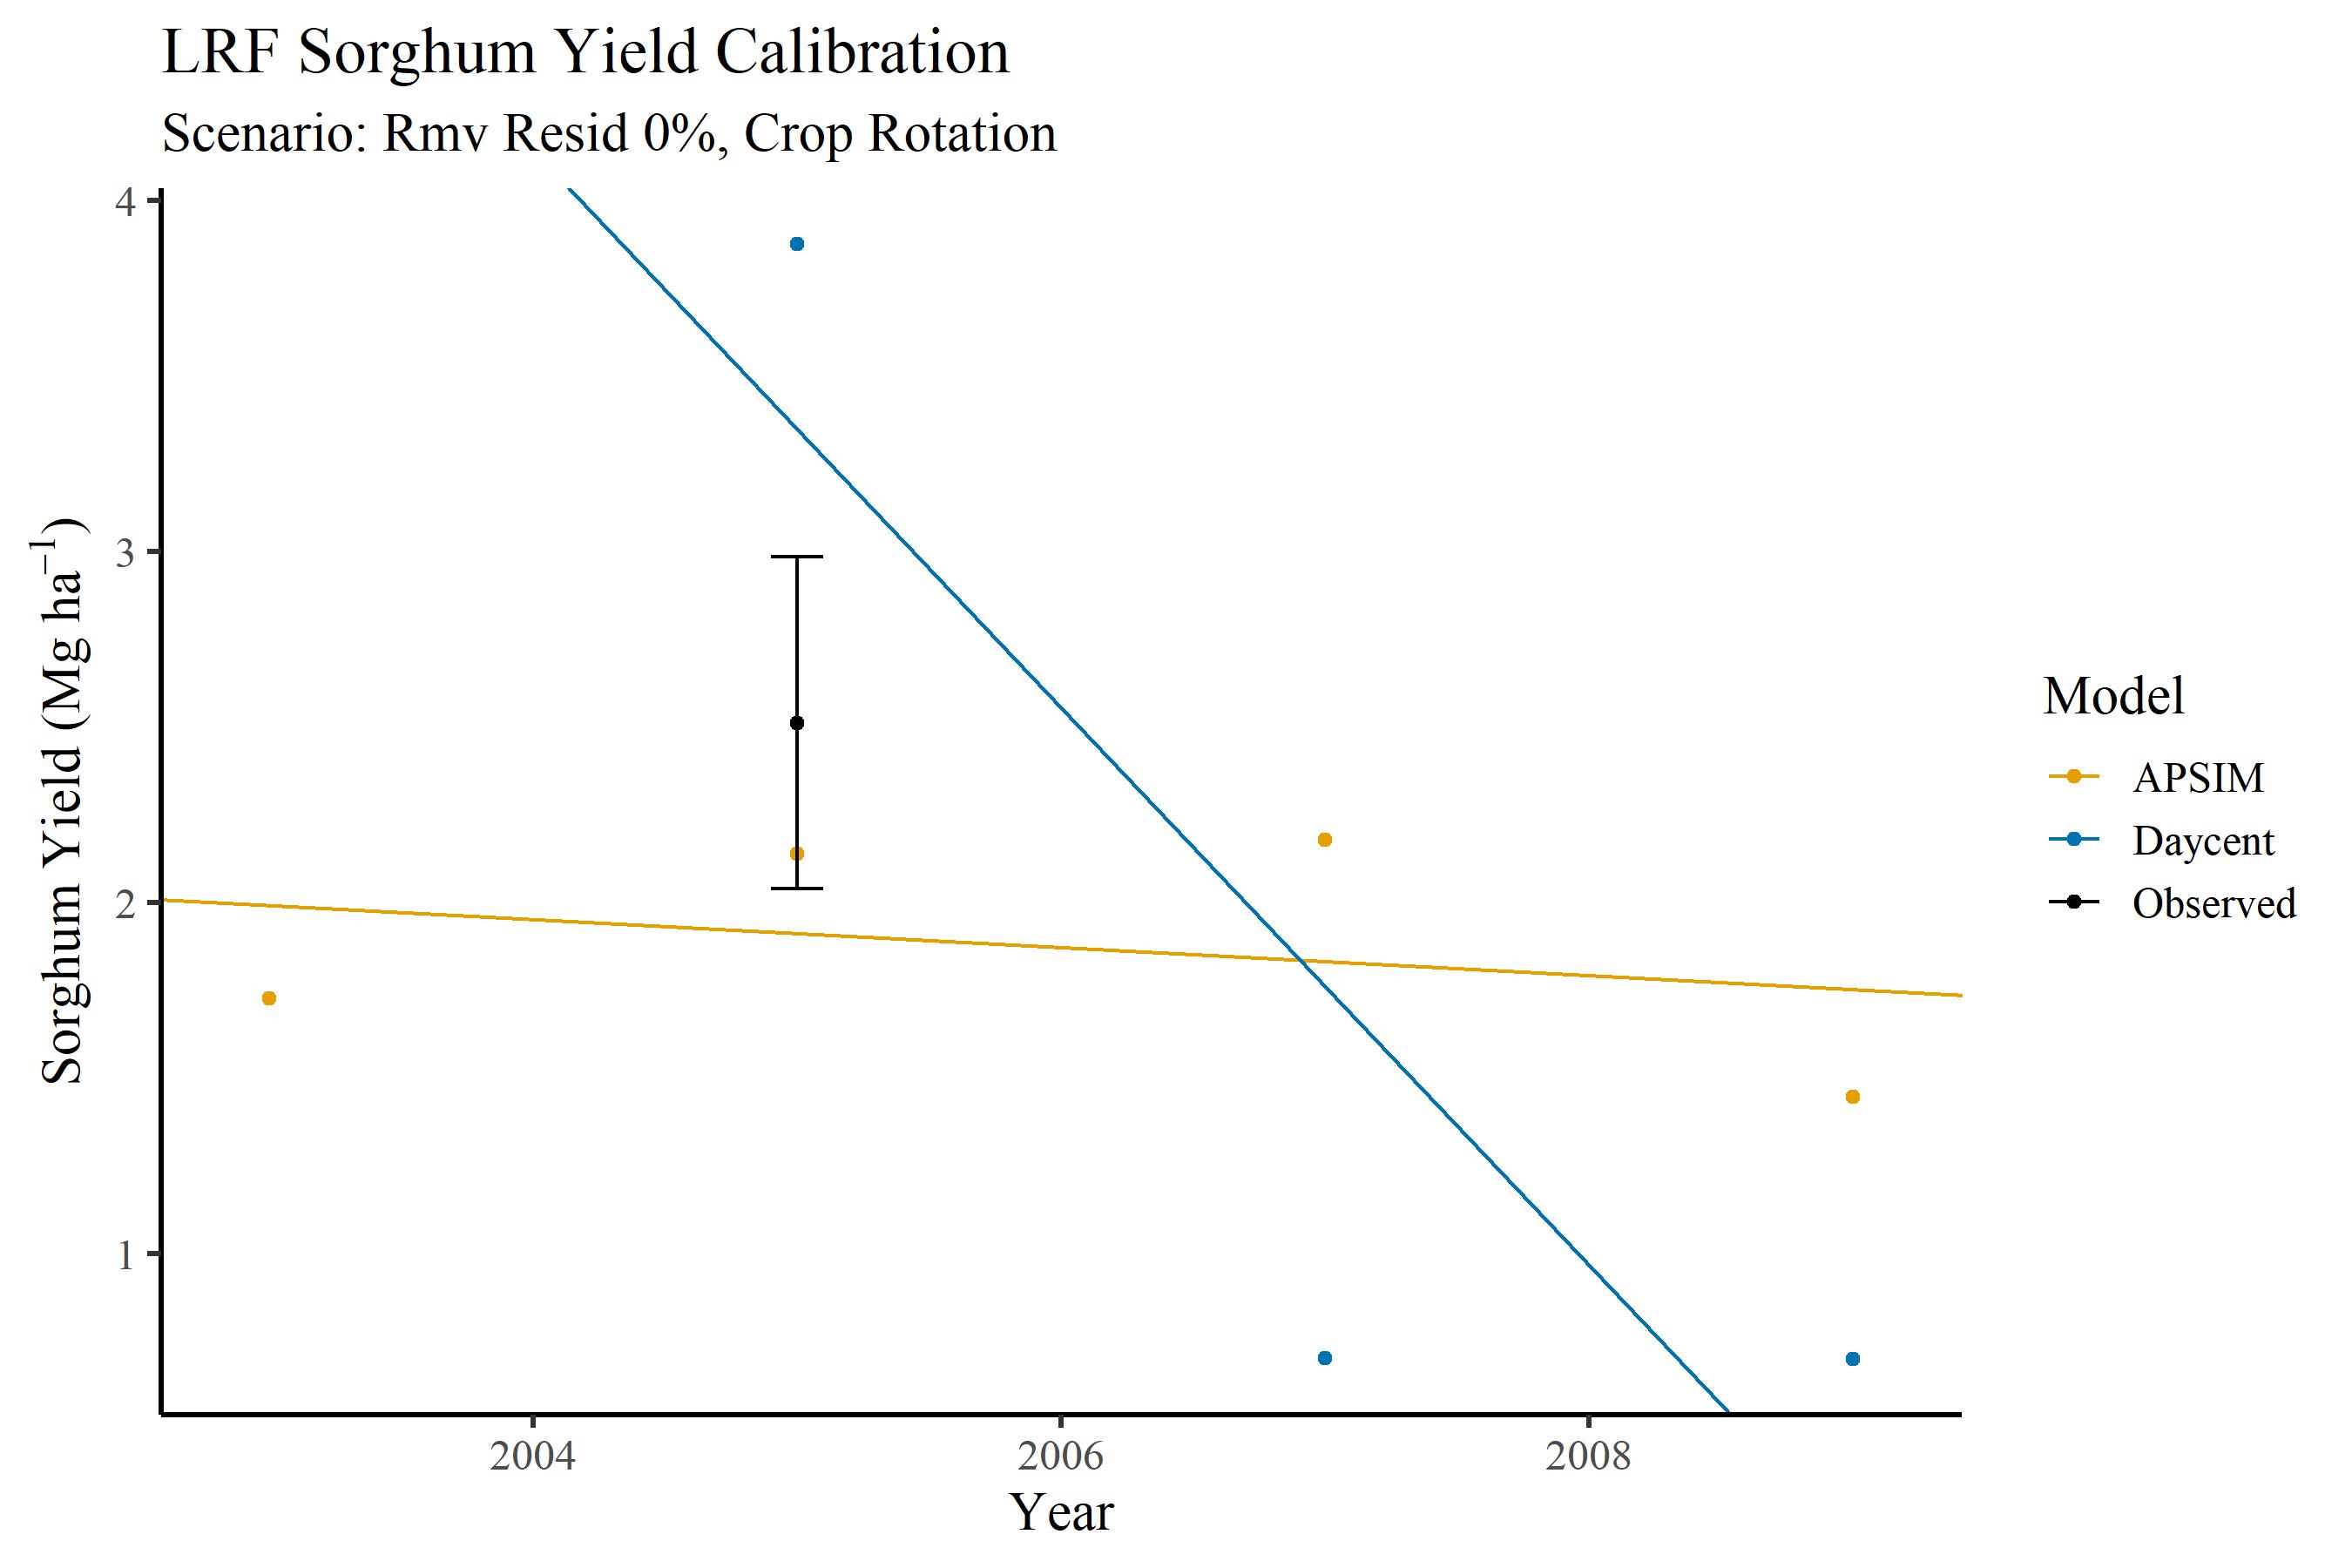 LRF Sorghum Yield Calibration
Scenario: Rmv Resid 0%, Crop Rotation
Sorghum Yield (Mg ha⁻¹)
4
3
2
1
2004 2006 2008
Year
Model
APSIM
Daycent
Observed